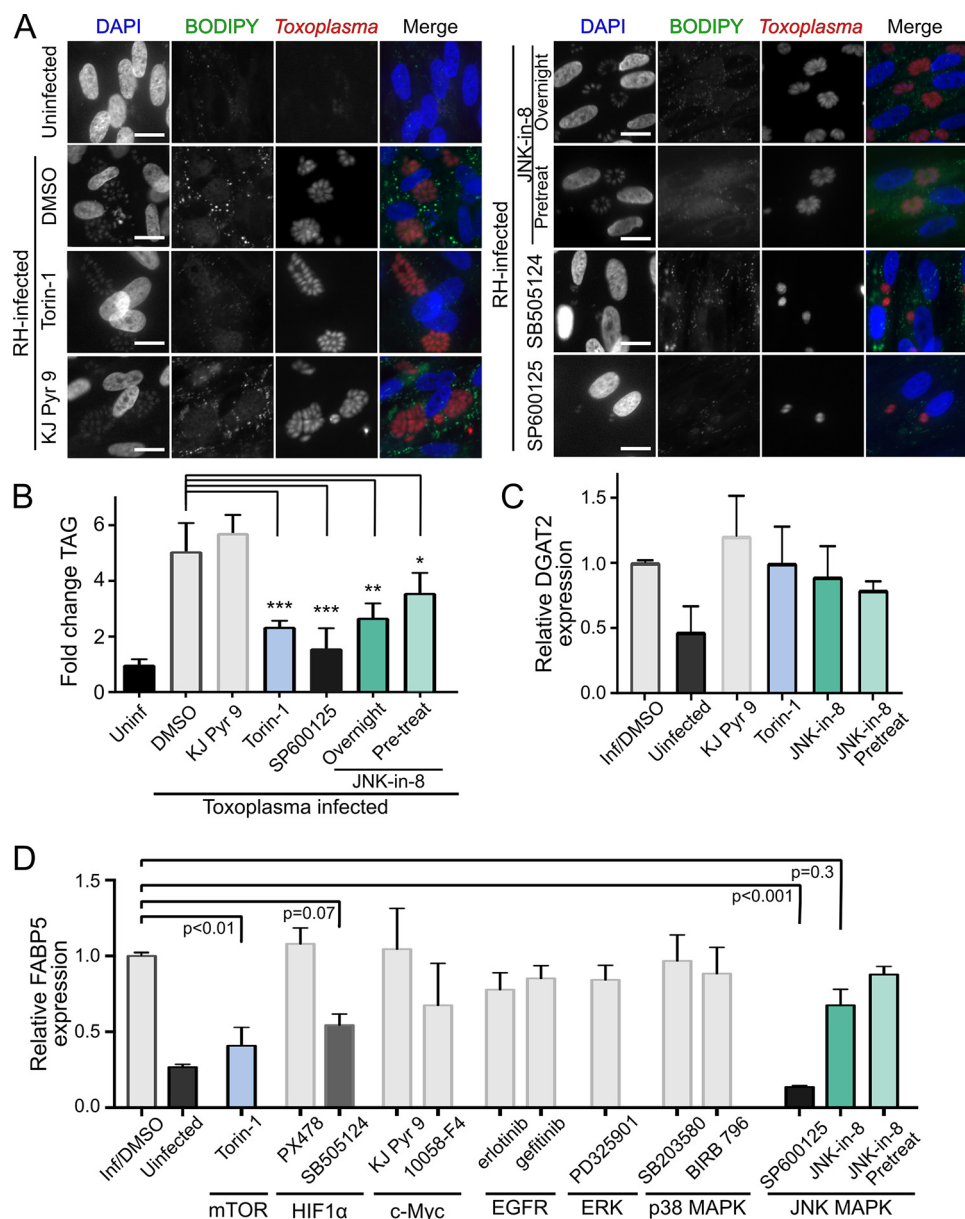 A
DAPI
BODIPY
Toxoplasma
Merge
Uninfected
RH-infected
DMSO
Torin-1
KJ Pyr 9
DAPI
BODIPY
Toxoplasma
Merge
RH-infected
JNK-in-8
Overnight
Pretreat
SB505124
SP600125
B
Fold change TAG
6
4
2
0
***
***
**
*
Uninf
DMSO
KJ Pyr 9
Torin-1
SP600125
Overnight
Pre-treat
JNK-in-8
Toxoplasma infected
C
Relative DGAT2
expression
1.5
1.0
0.5
0.0
Inf/DMSO
Uinfected
KJ Pyr 9
Torin-1
JNK-in-8
JNK-in-8
Pretreat
D
Relative FABP5
expression
1.5
1.0
0.5
0.0
p<0.01
p=0.07
p<0.001
p=0.3
Inf/DMSO
Uinfected
Torin-1
PX478
SB505124
KJ Pyr 9
10058-F4
erlotinib
gefitinib
PD325901
SB203580
BIRB 796
SP600125
JNK-in-8
JNK-in-8
Pretreat
mTOR
HIF1α
c-Myc
EGFR
ERK
p38 MAPK
JNK MAPK